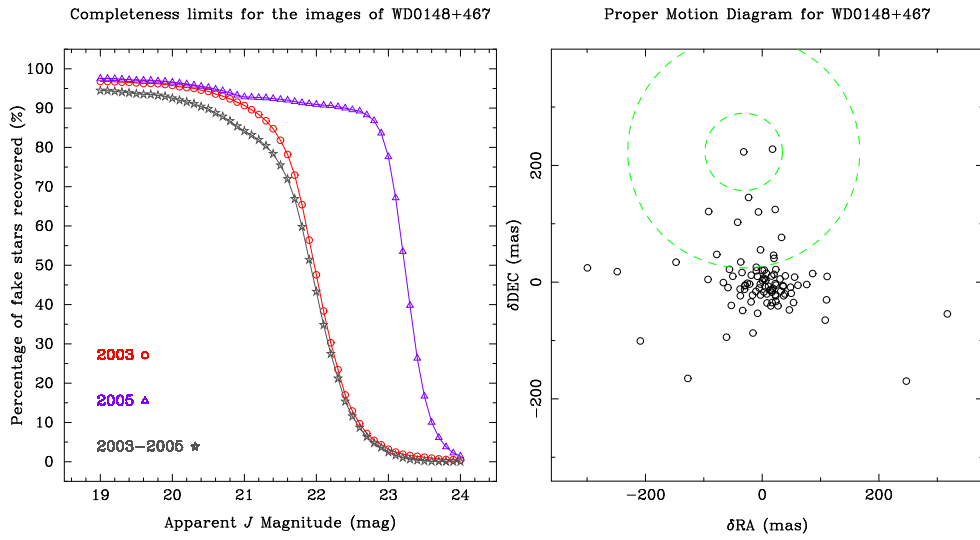 Completeness limits for the images of WD0148+467
Percentage of fake stars recovered (%)
100
90
80
70
60
50
40
30
20
10
0
2003
2005
2003-2005
19 20 21 22 23 24
Apparent J Magnitude (mag)
Proper Motion Diagram for WD0148+467
δDEC (mas)
200
0
−200
−200 0 200
δRA (mas)